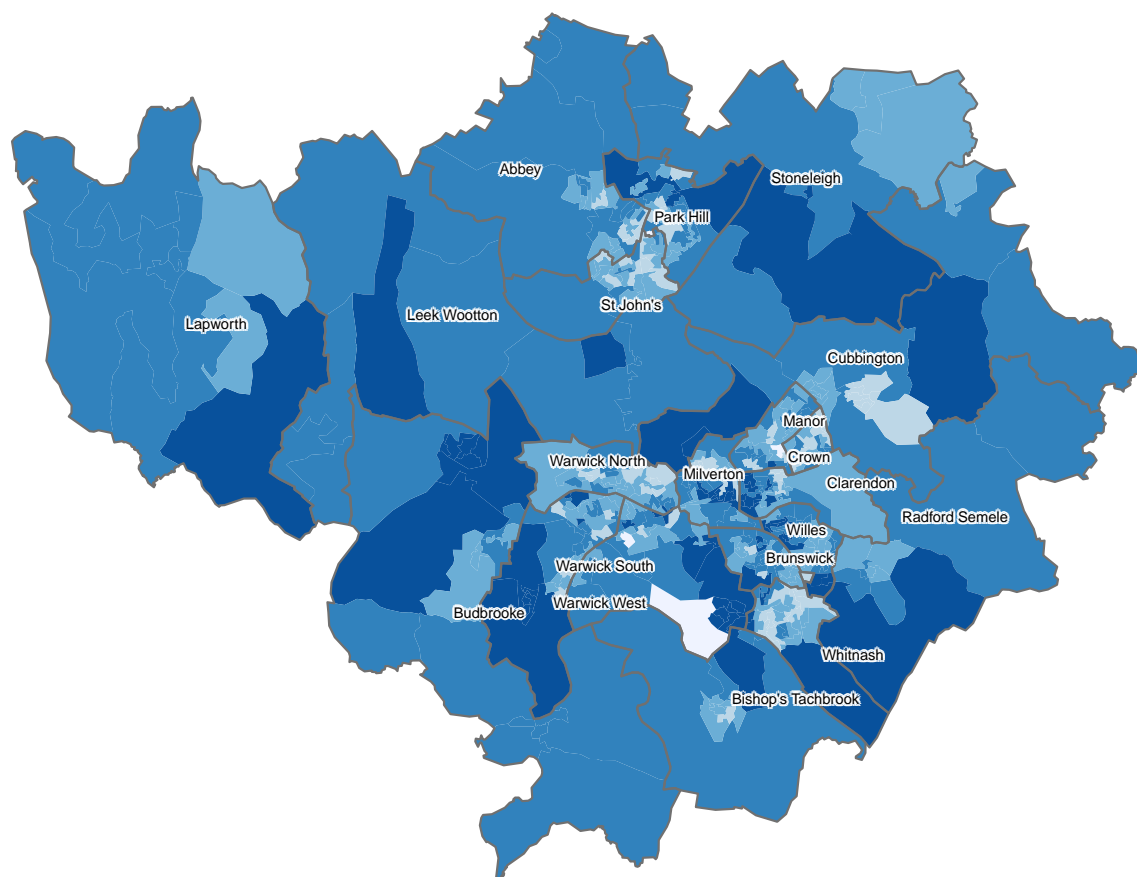 Abbey
Stoneleigh
Park Hill
St John's
Leek Wootton
Lapworth
Cubbington
Manor
Crown
Warwick North
Milverton
Clarendon
Radford Semele
Willes
Brunswick
Warwick South
Warwick West
Budbrooke
Whitnash
Bishop's Tachbrook